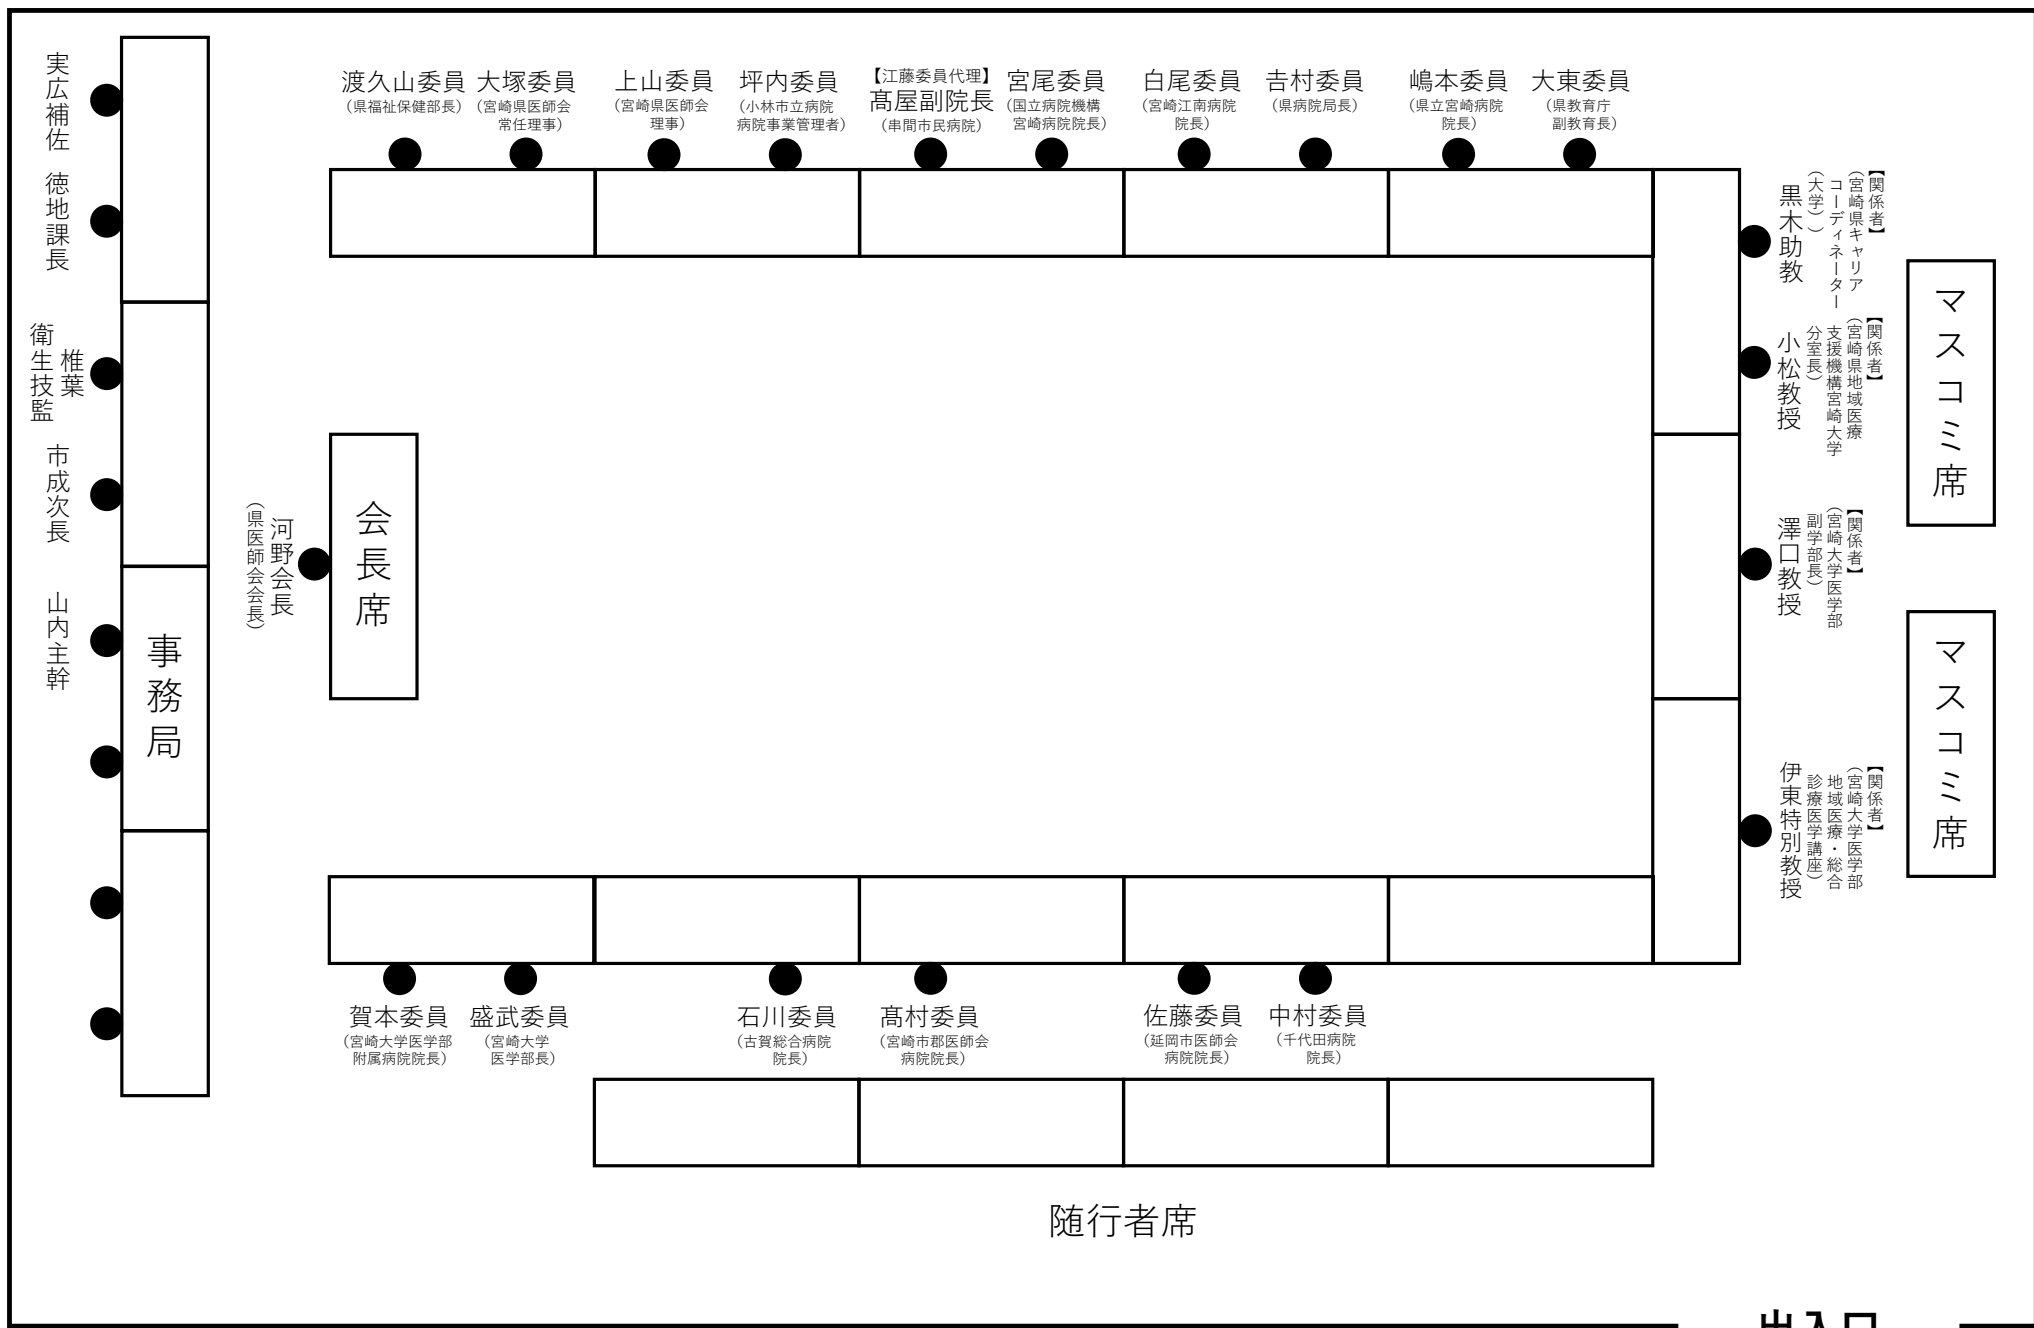 渡久山委員
（県福祉保健部長）
大塚委員
（宮崎県医師会
常任理事）
上山委員
（宮崎県医師会
理事）
坪内委員
（小林市立病院
病院事業管理者）
【江藤委員代理】
髙屋副院長
（串間市民病院）
宮尾委員
（国立病院機構
宮崎病院院長）
白尾委員
（宮崎江南病院
院長）
吉村委員
（県病院局長）
嶋本委員
（県立宮崎病院
院長）
大東委員
（県教育庁
副教育長）
実広補佐
徳地課長
椎葉
衛生技監
市成次長
山内主幹
事務局
河野会長
（県医師会会長）
会長席
【関係者】
（宮崎県キャリア
コーディネーター
（大学））
黒木助教
【関係者】
（宮崎県地域医療
支援機構宮崎大学
分室長）
小松教授
【関係者】
（宮崎大学医学部
副学部長）
澤口教授
【関係者】
（宮崎大学医学部
地域医療・総合
診療医学講座）
伊東特別教授
マスコミ席
マスコミ席
賀本委員
（宮崎大学医学部
附属病院院長）
盛武委員
（宮崎大学
医学部長）
石川委員
（古賀総合病院
院長）
髙村委員
（宮崎市郡医師会
病院院長）
佐藤委員
（延岡市医師会
病院院長）
中村委員
（千代田病院
院長）
随行者席
出入口